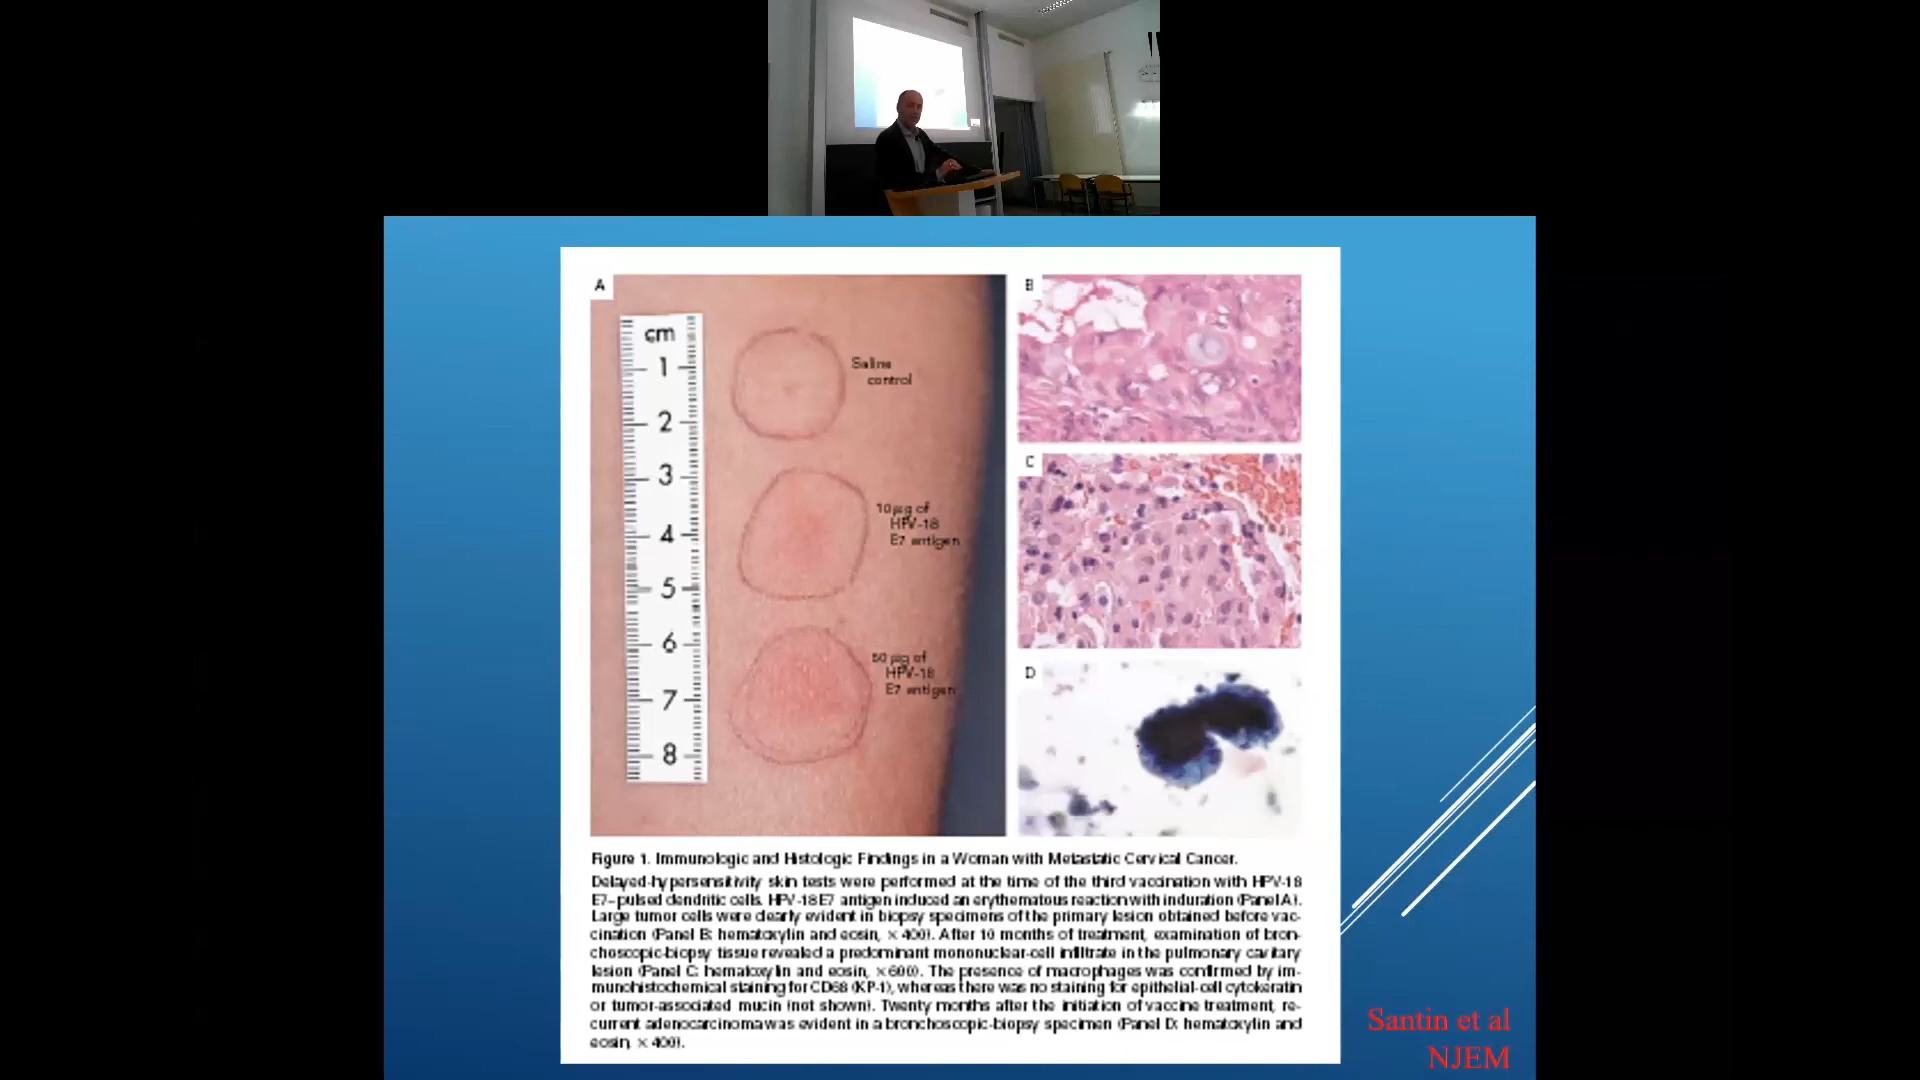 A
cm
1
2
3
4
5
6
7
8
Saline
control
10 µg of
HPV-18
E7 antigen
50 µg of
HPV-18
E7 antigen
B
C
D
Figure 1. Immunologic and Histologic Findings in a Woman with Metastatic Cervical Cancer.
Delayed-hypersensitivity skin tests were performed at the time of the third vaccination with HPV-18
E7–pulsed dendritic cells. HPV-18 E7 antigen induced an erythematous reaction with induration (Panel A).
Large tumor cells were clearly evident in biopsy specimens of the primary lesion obtained before vac-
cination (Panel B: hematoxylin and eosin, ×400). After 10 months of treatment, examination of bron-
choscopic-biopsy tissue revealed a predominant mononuclear-cell infiltrate in the pulmonary cavitary
lesion (Panel C: hematoxylin and eosin, ×600). The presence of macrophages was confirmed by im-
munohistochemical staining for CD68 (KP-1), whereas there was no staining for epithelial-cell cytokeratin
or tumor-associated mucin (not shown). Twenty months after the initiation of vaccine treatment, re-
current adenocarcinoma was evident in a bronchoscopic-biopsy specimen (Panel D: hematoxylin and
eosin, ×400).
Santin et al
NJEM